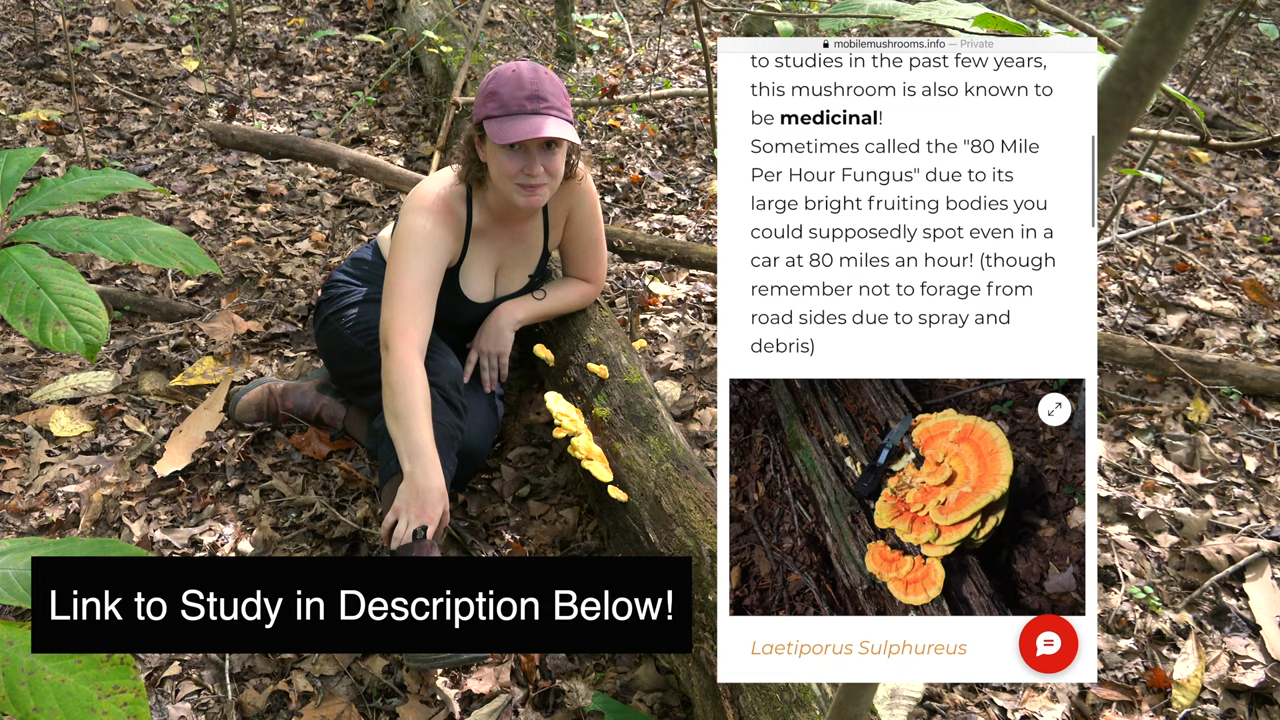 mobilemushrooms.info — Private
to studies in the past few years,
this mushroom is also known to
be medicinal!
Sometimes called the "80 Mile
Per Hour Fungus" due to its
large bright fruiting bodies you
could supposedly spot even in a
car at 80 miles an hour! (though
remember not to forage from
road sides due to spray and
debris)
Laetiporus Sulphureus
Link to Study in Description Below!